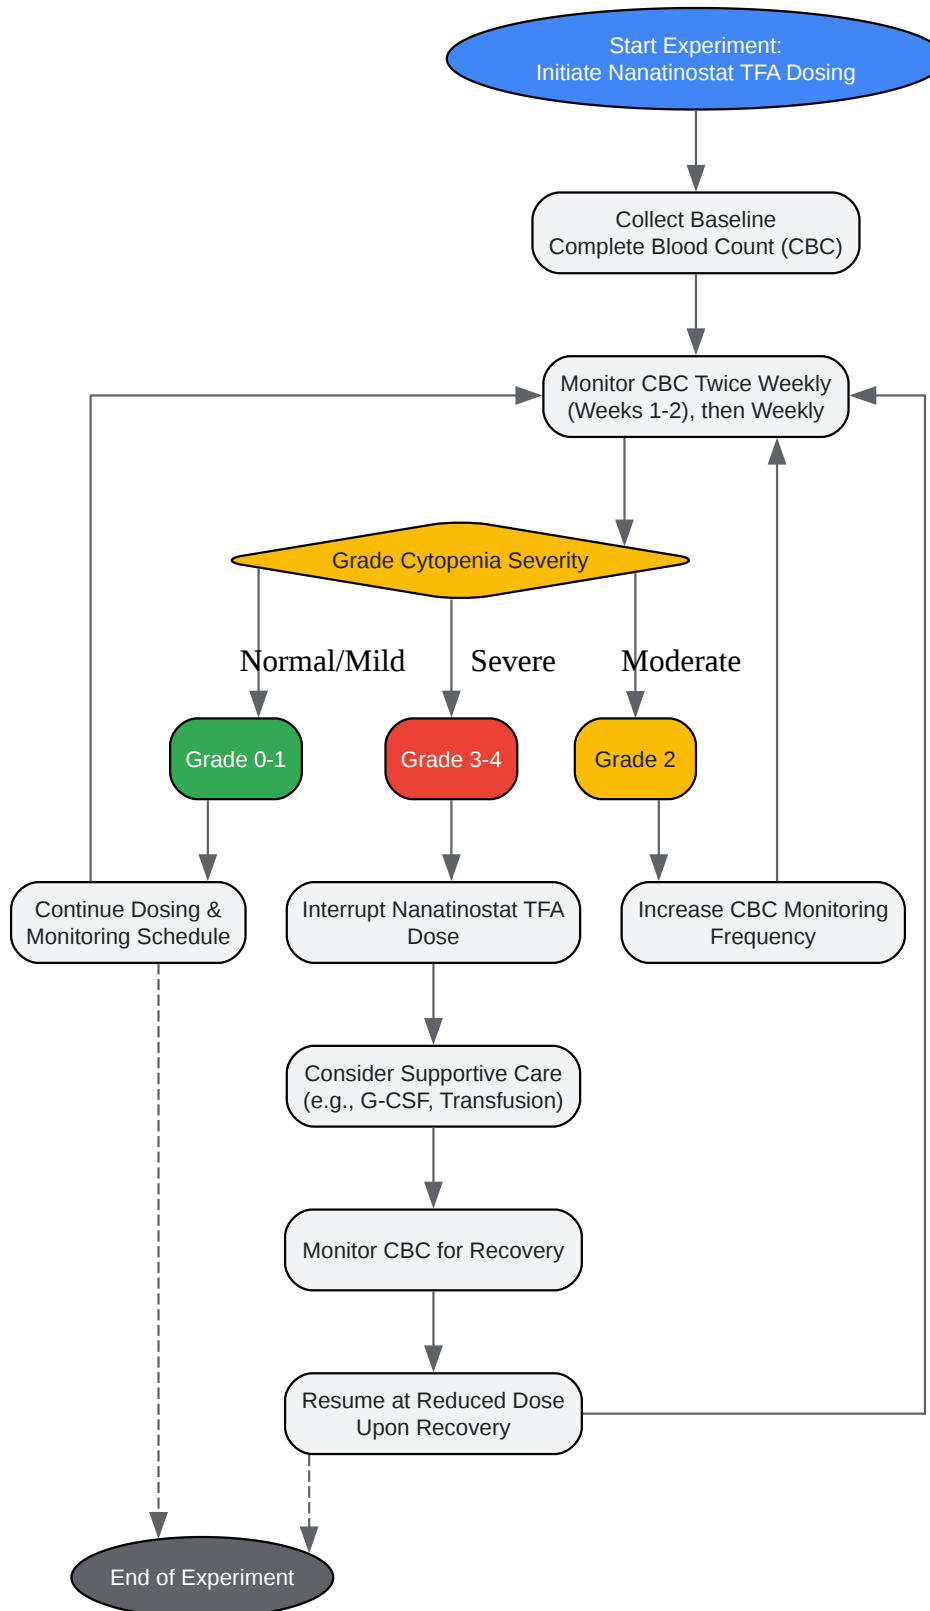 Start Experiment:
Initiate Nanatinostat TFA Dosing
Collect Baseline
Complete Blood Count (CBC)
Monitor CBC Twice Weekly
(Weeks 1-2), then Weekly
Grade Cytopenia Severity
Normal/Mild
Severe
Moderate
Grade 0-1
Grade 3-4
Grade 2
Continue Dosing &
Monitoring Schedule
Interrupt Nanatinostat TFA
Dose
Increase CBC Monitoring
Frequency
Consider Supportive Care
(e.g., G-CSF, Transfusion)
Monitor CBC for Recovery
Resume at Reduced Dose
Upon Recovery
End of Experiment